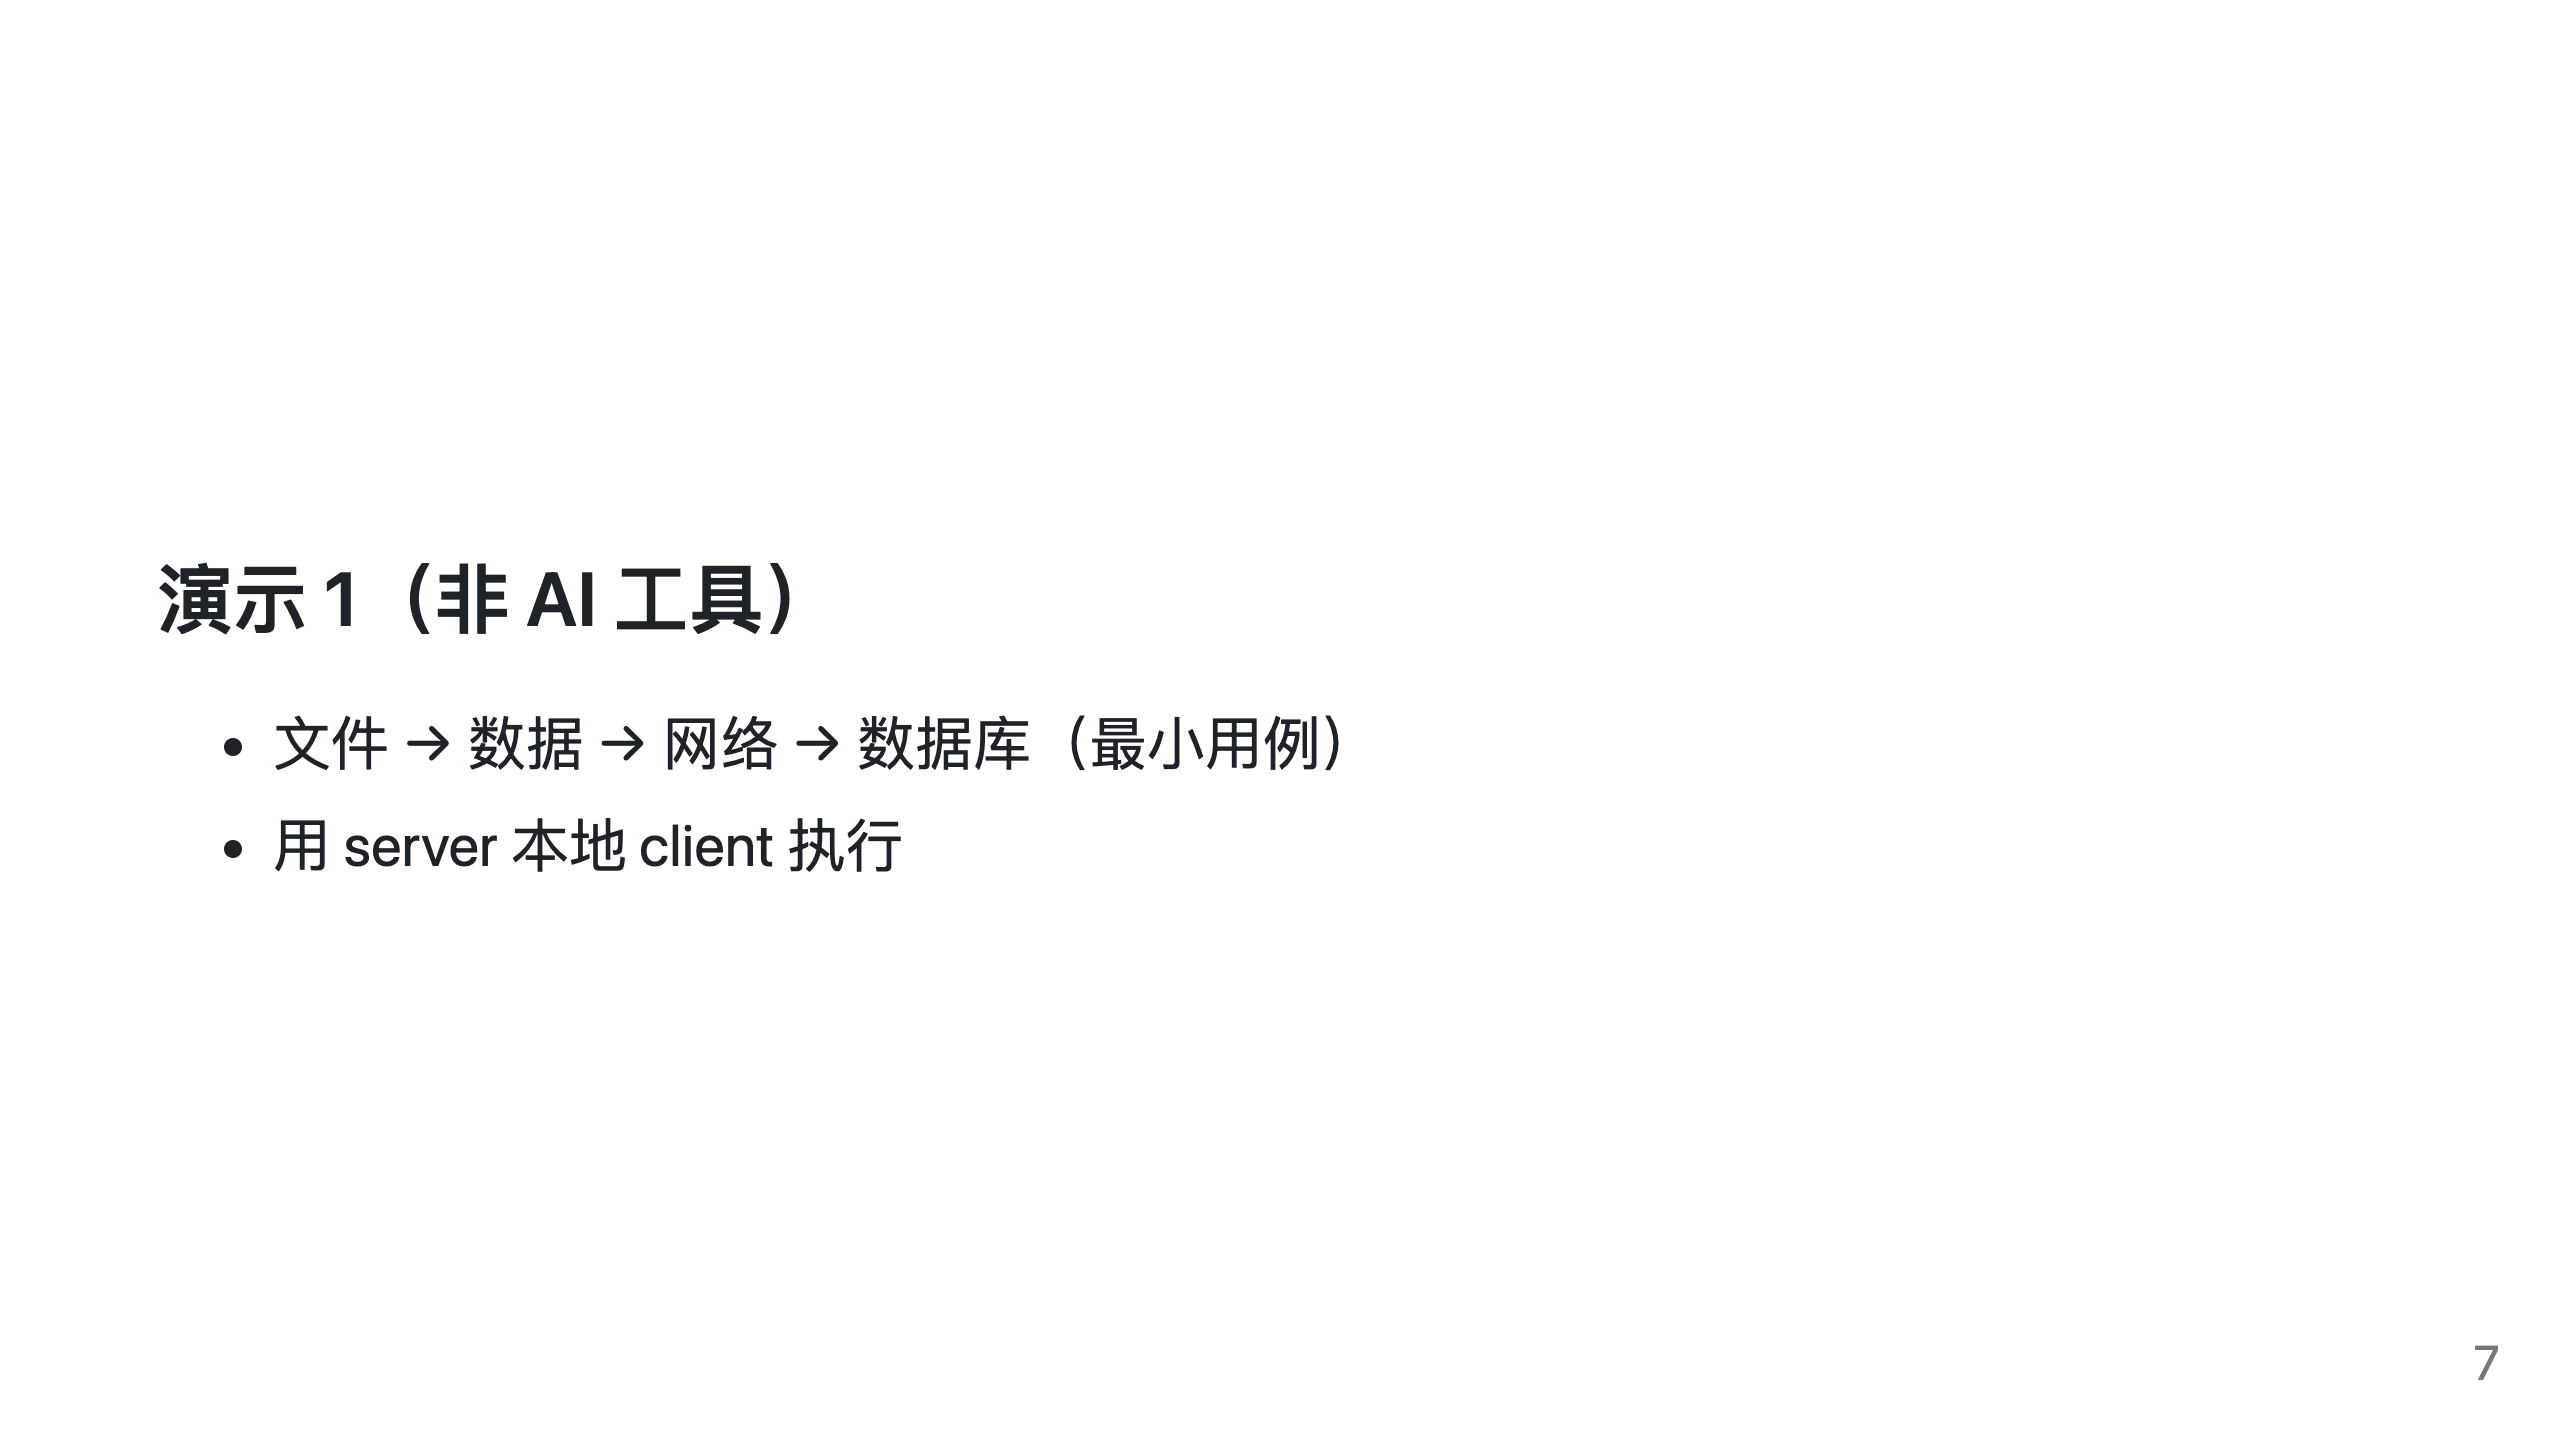 演示 1（非 AI 工具）
• 文件 → 数据 → 网络 → 数据库（最小用例）
• 用 server 本地 client 执行
7